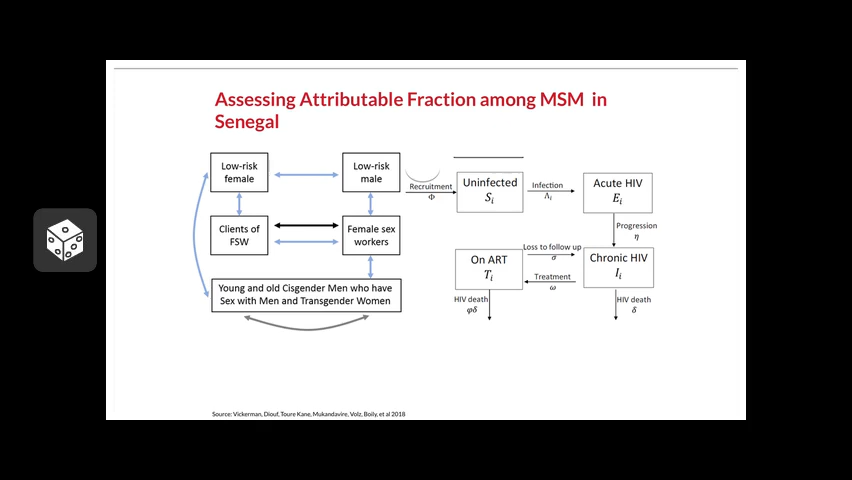 Assessing Attributable Fraction among MSM in
Senegal
Low-risk
female
Low-risk
male
Clients of
FSW
Female sex
workers
Young and old Cisgender Men who have
Sex with Men and Transgender Women
Recruitment
Φ
Uninfected
Sᵢ
Infection
Λᵢ
Acute HIV
Eᵢ
Progression
η
Chronic HIV
Iᵢ
Loss to follow up
σ
Treatment
ω
On ART
Tᵢ
HIV death
φδ
HIV death
δ
Source: Vickerman, Diouf, Toure Kane, Mukandavire, Volz, Boily, et al 2018